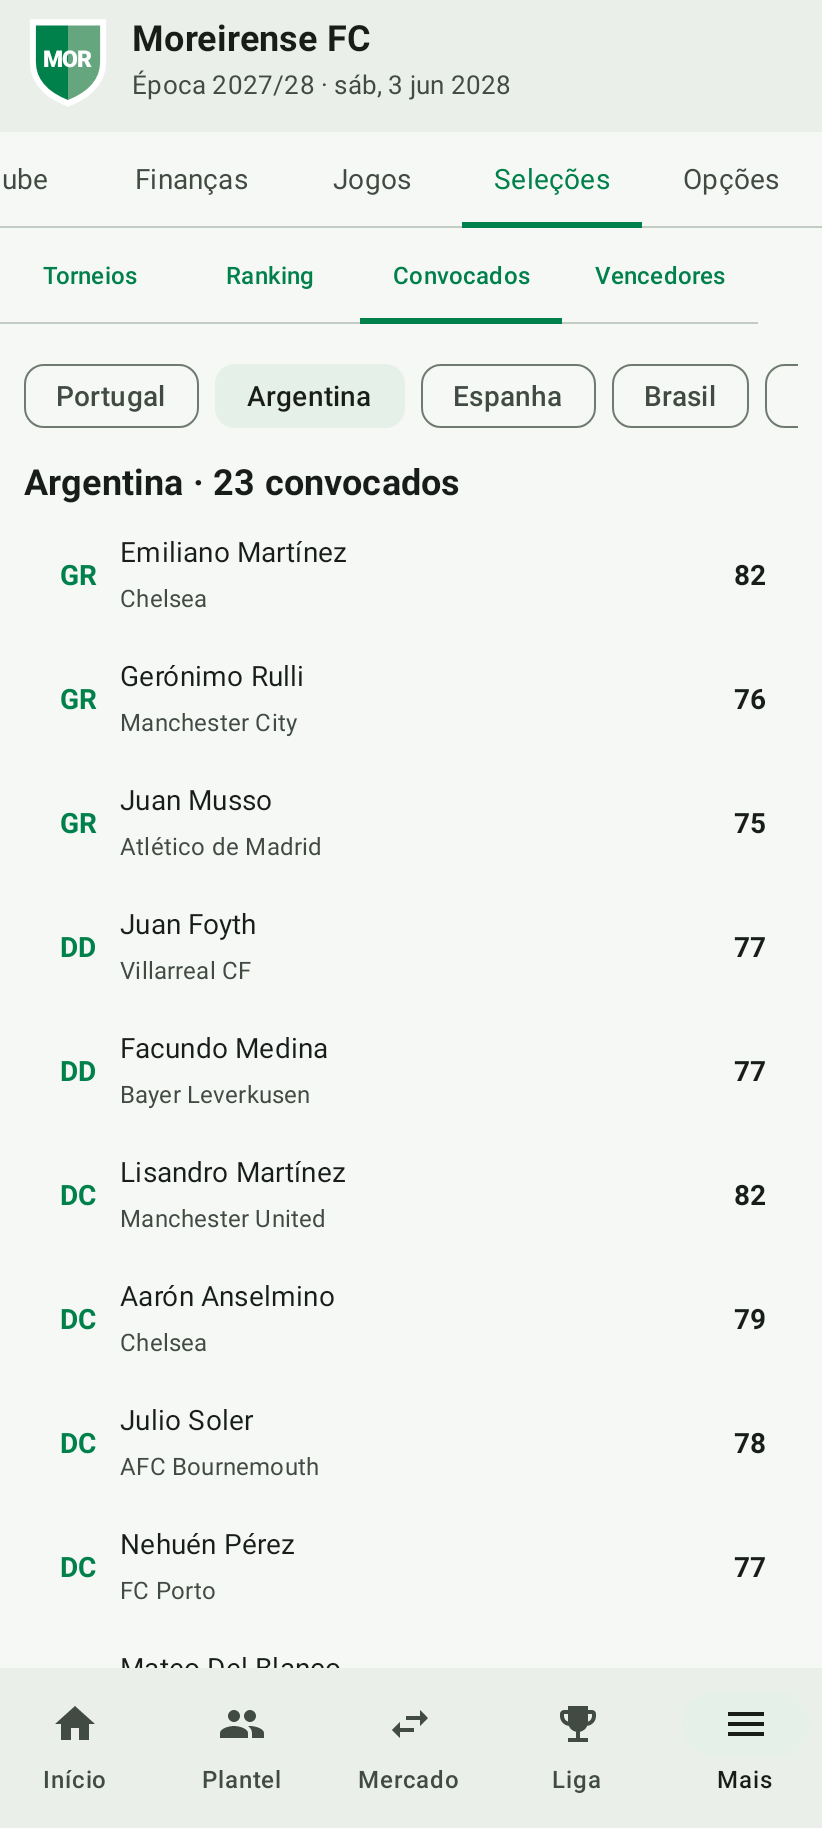 MOR
Moreirense FC
Época 2027/28 · sáb, 3 jun 2028
ube Finanças Jogos Seleções Opções
Torneios Ranking Convocados Vencedores
Portugal Argentina Espanha Brasil
Argentina · 23 convocados
GR Emiliano Martínez 82
Chelsea
GR Gerónimo Rulli 76
Manchester City
GR Juan Musso 75
Atlético de Madrid
DD Juan Foyth 77
Villarreal CF
DD Facundo Medina 77
Bayer Leverkusen
DC Lisandro Martínez 82
Manchester United
DC Aarón Anselmino 79
Chelsea
DC Julio Soler 78
AFC Bournemouth
DC Nehuén Pérez 77
FC Porto
Mateo Del Blanco
Início Plantel Mercado Liga Mais